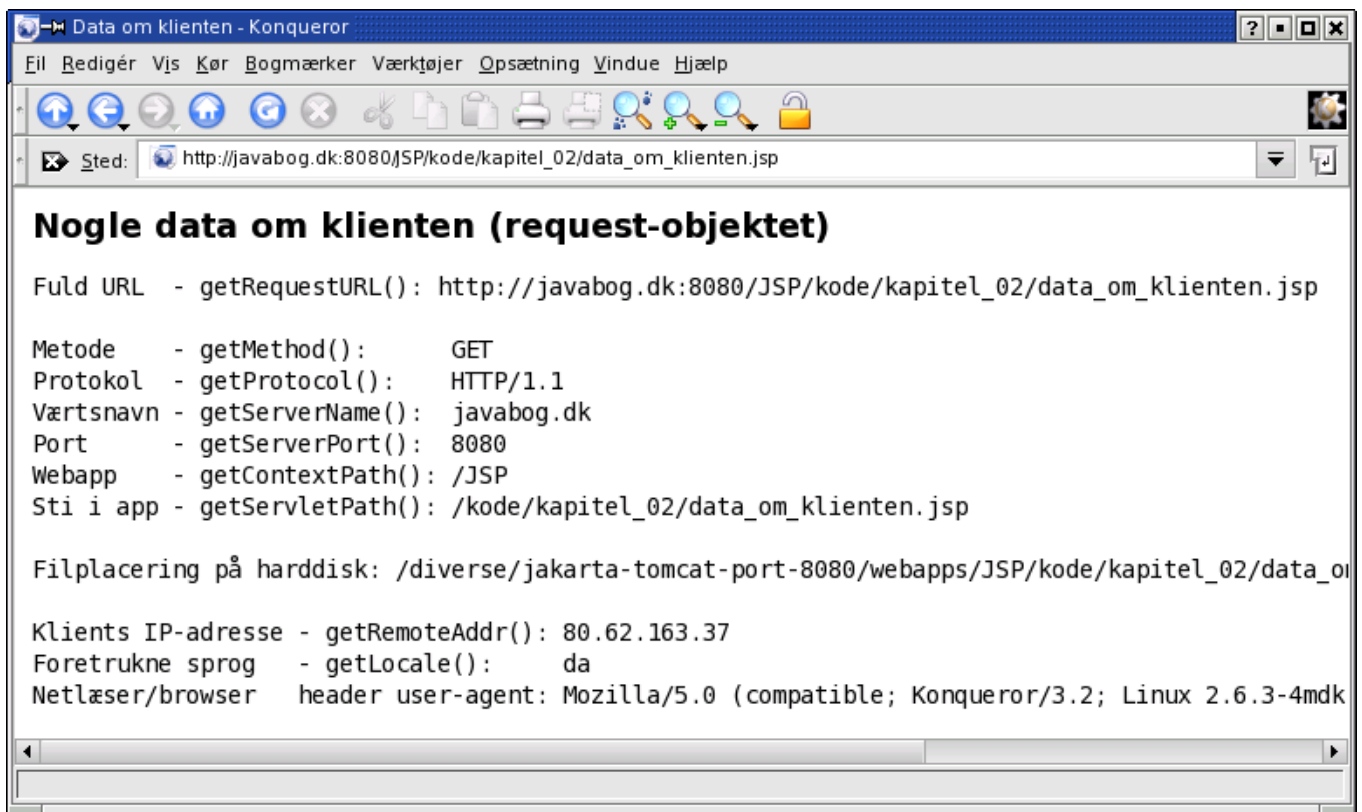 Data om klienten - Konqueror
Fil Redigér Vis Kør Bogmærker Værktøjer Opsætning Vindue Hjælp
Sted: http://javabog.dk:8080/JSP/kode/kapitel_02/data_om_klienten.jsp
Nogle data om klienten (request-objektet)
Fuld URL - getRequestURL(): http://javabog.dk:8080/JSP/kode/kapitel_02/data_om_klienten.jsp
Metode - getMethod(): GET
Protokol - getProtocol(): HTTP/1.1
Værtsnavn - getServerName(): javabog.dk
Port - getServerPort(): 8080
Webapp - getContextPath(): /JSP
Sti i app - getServletPath(): /kode/kapitel_02/data_om_klienten.jsp
Filplacering på harddisk: /diverse/jakarta-tomcat-port-8080/webapps/JSP/kode/kapitel_02/data_o
Klients IP-adresse - getRemoteAddr(): 80.62.163.37
Foretrukne sprog - getLocale(): da
Netlæser/browser header user-agent: Mozilla/5.0 (compatible; Konqueror/3.2; Linux 2.6.3-4mdk